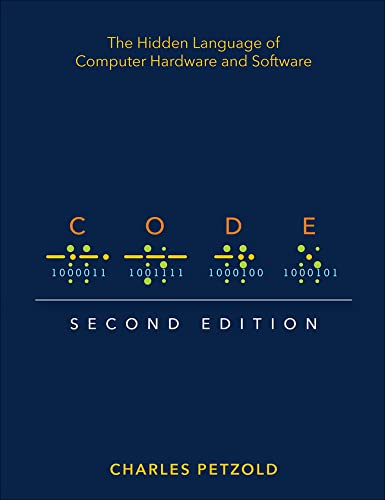 The Hidden Language of
Computer Hardware and Software
C O D E
1000011 1001111 1000100 1000101
SECOND EDITION
CHARLES PETZOLD